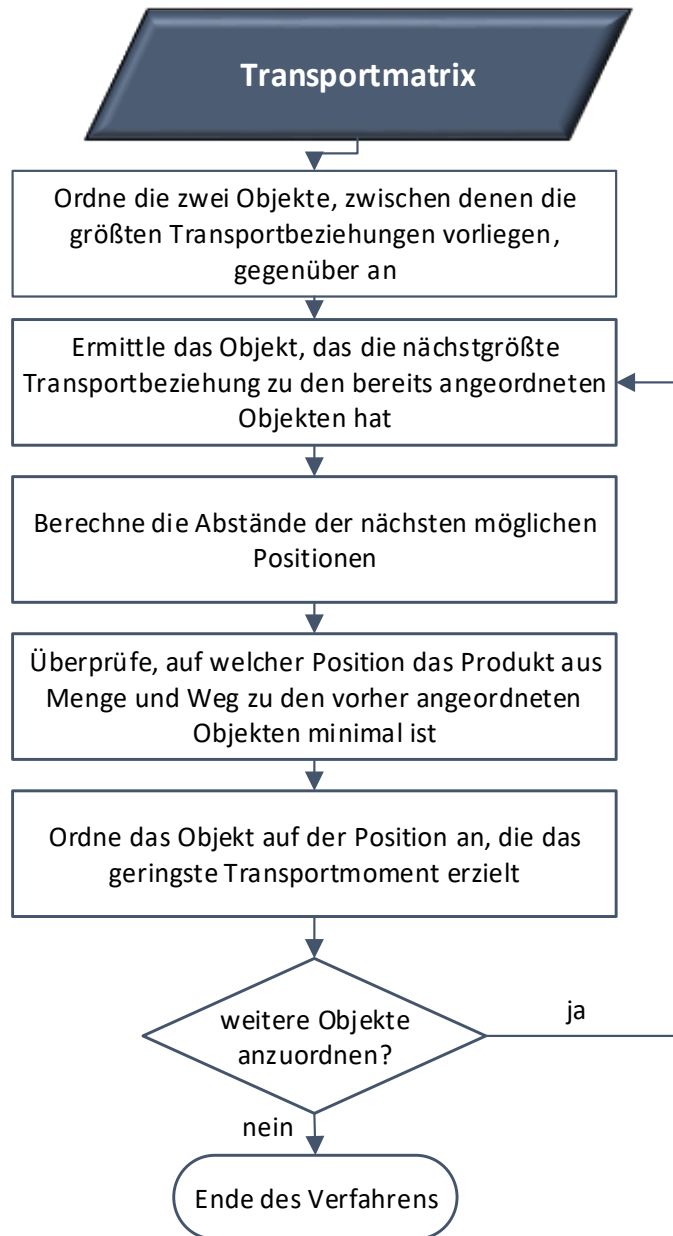 Transportmatrix
Ordne die zwei Objekte, zwischen denen die
größten Transportbeziehungen vorliegen,
gegenüber an
Ermittle das Objekt, das die nächstgrößte
Transportbeziehung zu den bereits angeordneten
Objekten hat
Berechne die Abstände der nächsten möglichen
Positionen
Überprüfe, auf welcher Position das Produkt aus
Menge und Weg zu den vorher angeordneten
Objekten minimal ist
Ordne das Objekt auf der Position an, die das
geringste Transportmoment erzielt
weitere Objekte
anzuordnen?
ja
nein
Ende des Verfahrens